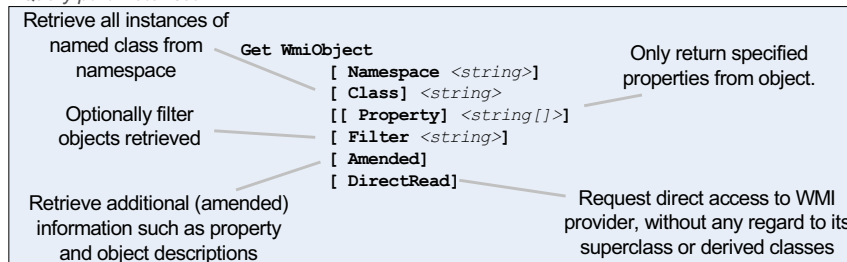 Retrieve all instances of
named class from
namespace
Optionally filter
objects retrieved
Retrieve additional (amended)
information such as property
and object descriptions
Get WmiObject
[ Namespace <string>]
[ Class] <string>
[[ Property] <string[]>]
[ Filter <string>]
[ Amended]
[ DirectRead]
Only return specified
properties from object.
Request direct access to WMI
provider, without any regard to its
superclass or derived classes